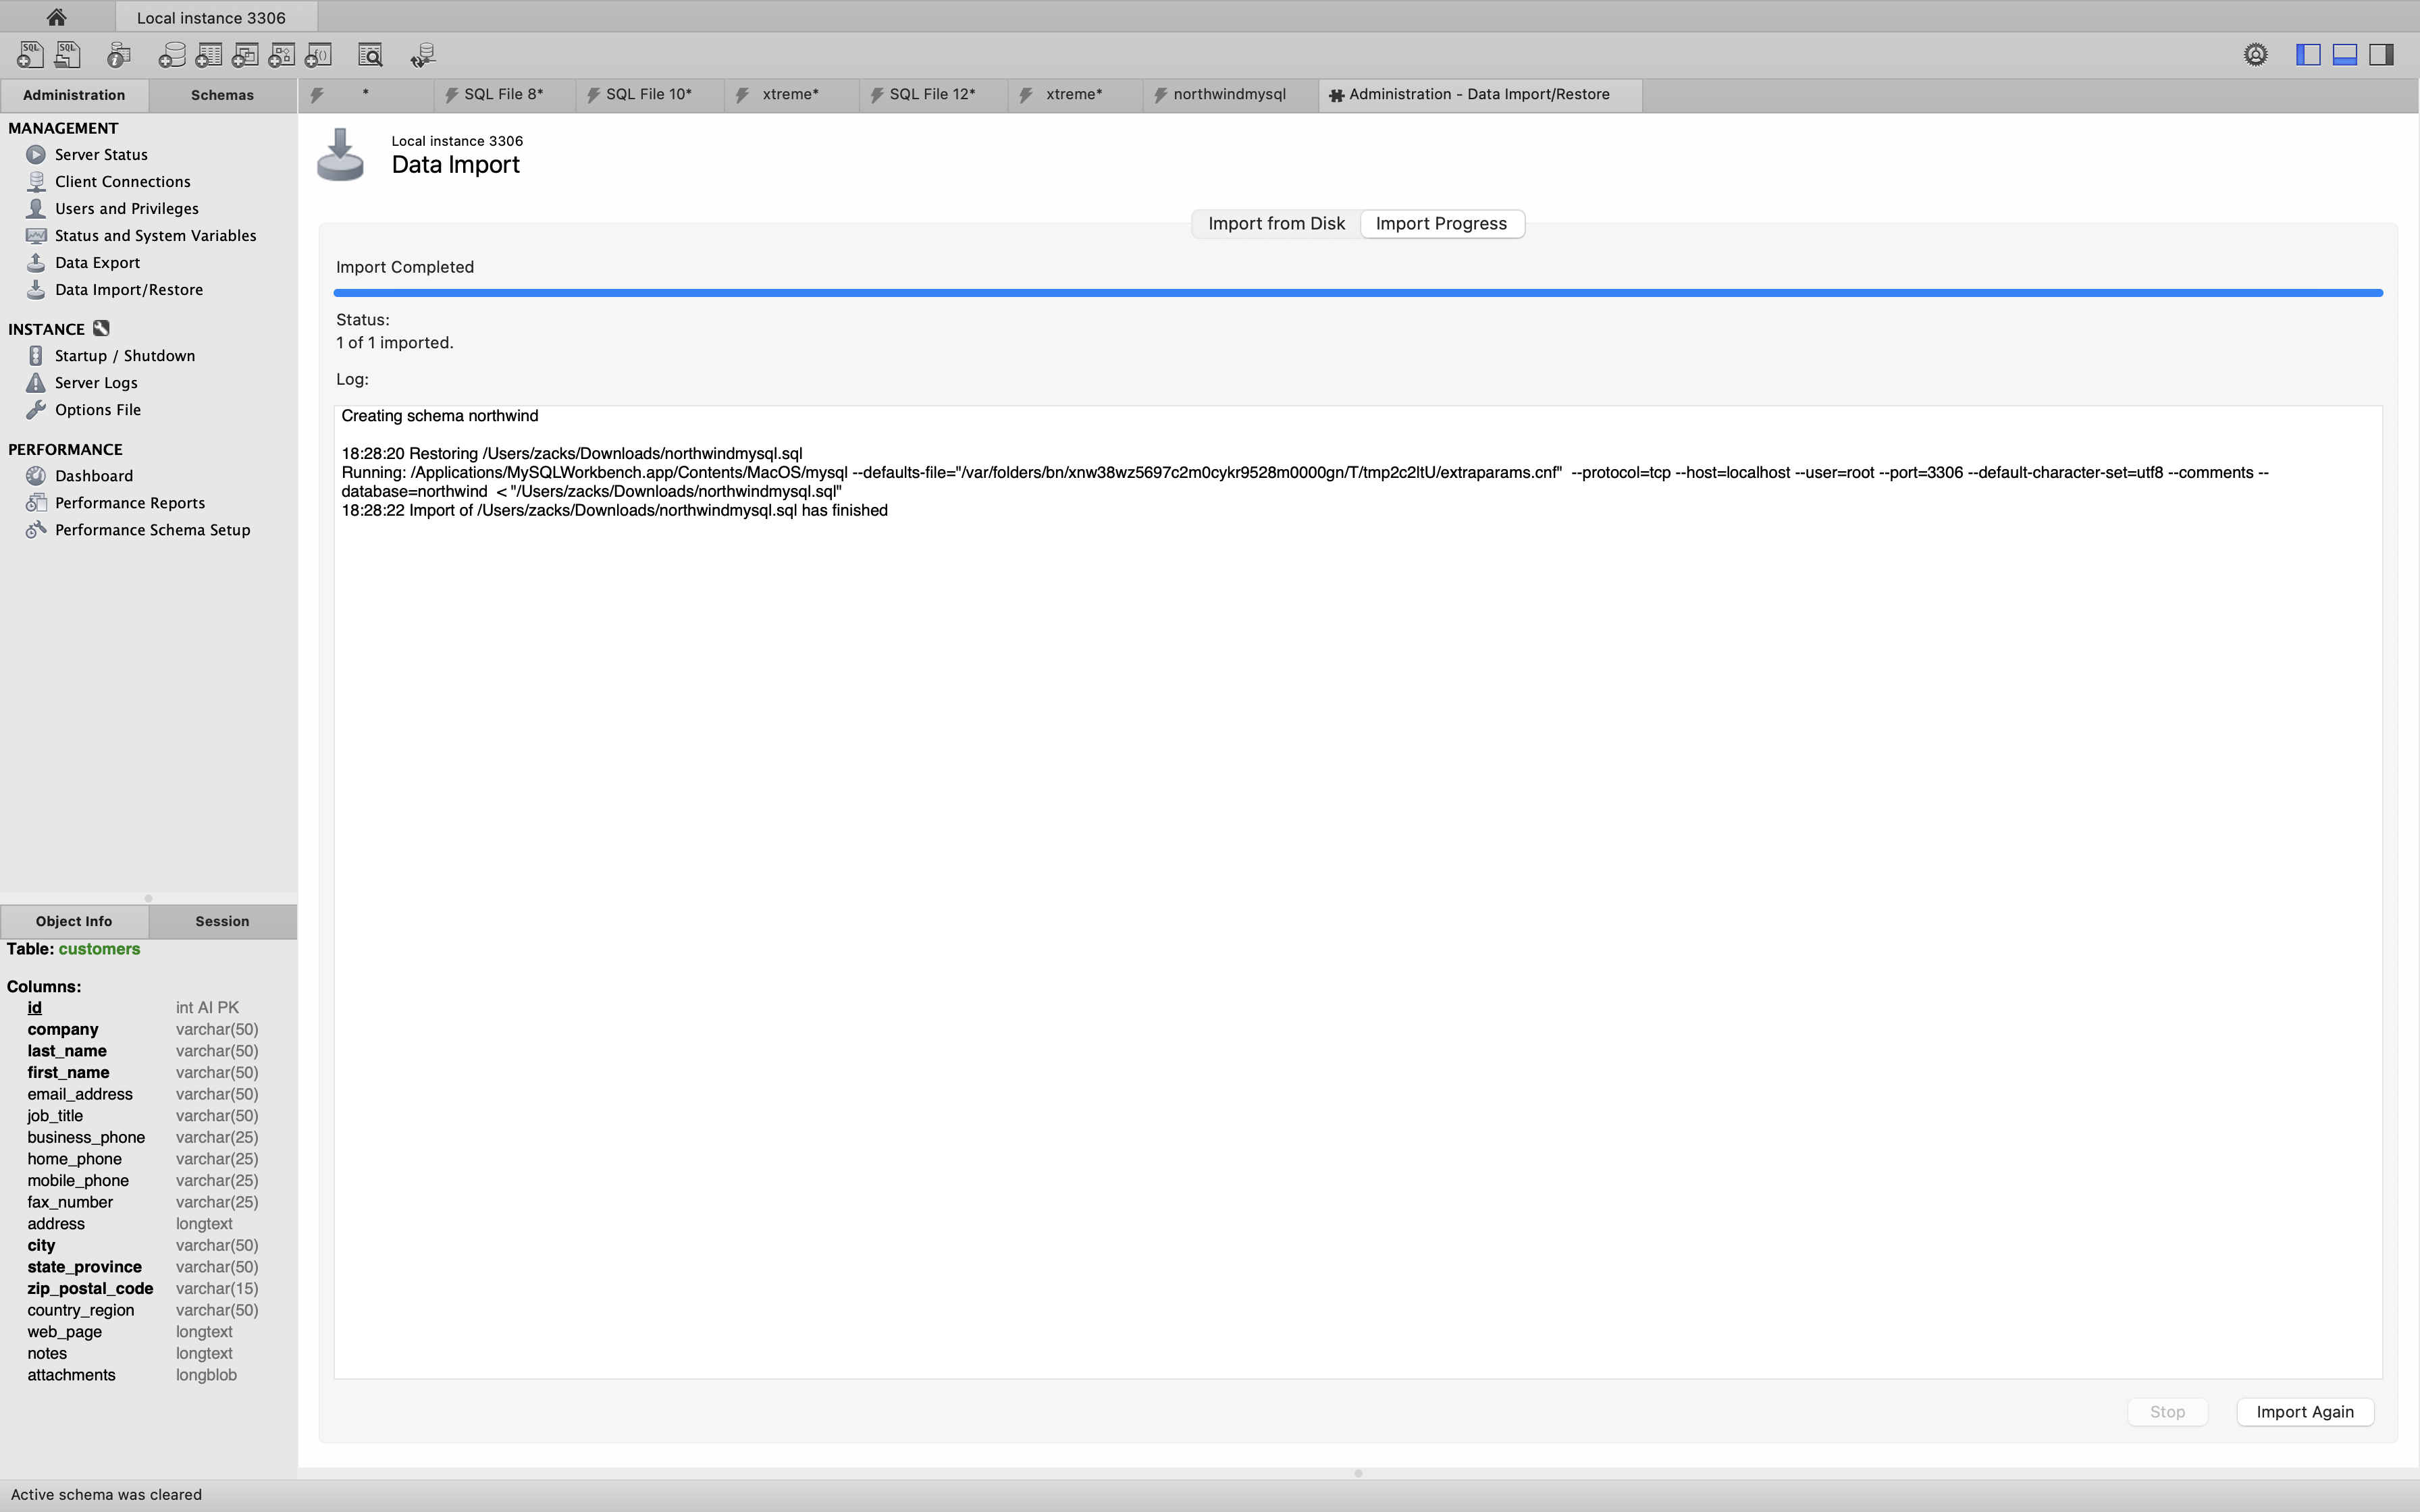 Local instance 3306
SQL SQL
Administration Schemas * SQL File 8* SQL File 10* xtreme* SQL File 12* xtreme* northwindmysql Administration - Data Import/Restore
MANAGEMENT
Server Status
Client Connections
Users and Privileges
Status and System Variables
Data Export
Data Import/Restore
INSTANCE
Startup / Shutdown
Server Logs
Options File
PERFORMANCE
Dashboard
Performance Reports
Performance Schema Setup
Local instance 3306
Data Import
Import from Disk Import Progress
Import Completed
Status:
1 of 1 imported.
Log:
Creating schema northwind
18:28:20 Restoring /Users/zacks/Downloads/northwindmysql.sql
Running: /Applications/MySQLWorkbench.app/Contents/MacOS/mysql --defaults-file="/var/folders/bn/xnw38wz5697c2m0cykr9528m0000gn/T/tmp2c2ltU/extraparams.cnf"  --protocol=tcp --host=localhost --user=root --port=3306 --default-character-set=utf8 --comments --
database=northwind  < "/Users/zacks/Downloads/northwindmysql.sql"
18:28:22 Import of /Users/zacks/Downloads/northwindmysql.sql has finished
Object Info Session
Table: customers
Columns:
id int AI PK
company varchar(50)
last_name varchar(50)
first_name varchar(50)
email_address varchar(50)
job_title varchar(50)
business_phone varchar(25)
home_phone varchar(25)
mobile_phone varchar(25)
fax_number varchar(25)
address longtext
city varchar(50)
state_province varchar(50)
zip_postal_code varchar(15)
country_region varchar(50)
web_page longtext
notes longtext
attachments longblob
Stop Import Again
Active schema was cleared